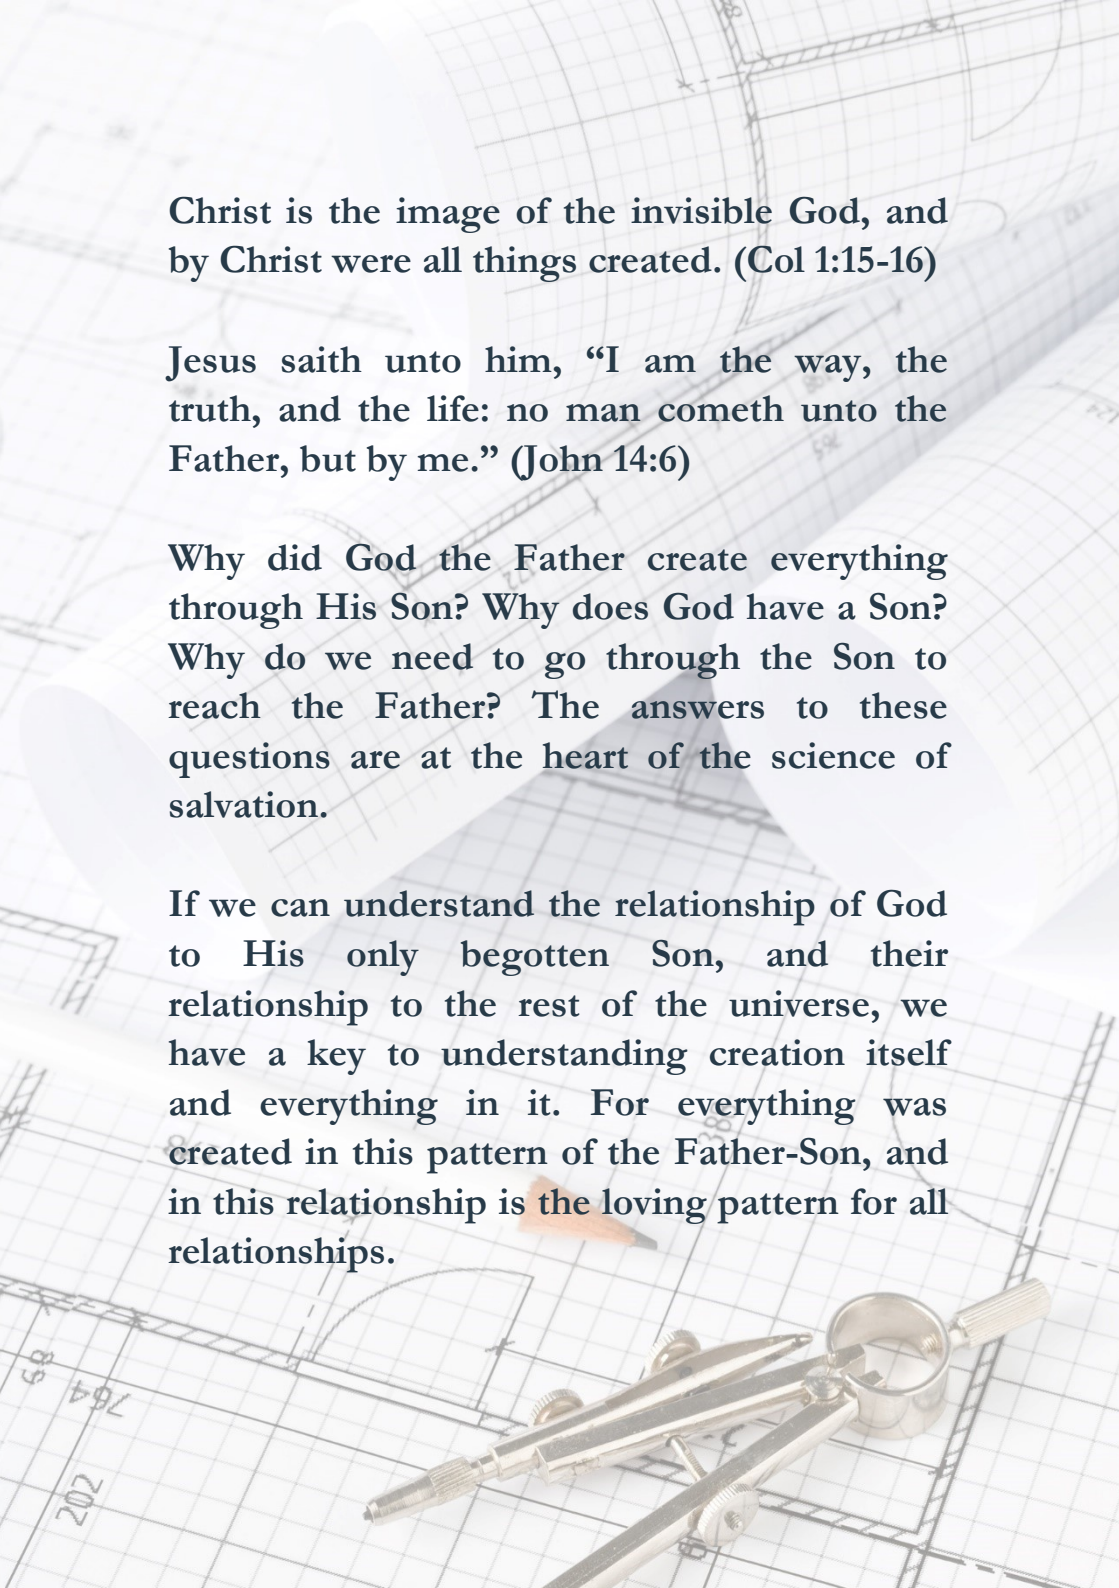 Christ is the image of the invisible God, and
by Christ were all things created. (Col 1:15-16)
Jesus saith unto him, “I am the way, the
truth, and the life: no man cometh unto the
Father, but by me.” (John 14:6)
Why did God the Father create everything
through His Son? Why does God have a Son?
Why do we need to go through the Son to
reach the Father? The answers to these
questions are at the heart of the science of
salvation.
If we can understand the relationship of God
to His only begotten Son, and their
relationship to the rest of the universe, we
have a key to understanding creation itself
and everything in it. For everything was
created in this pattern of the Father-Son, and
in this relationship is the loving pattern for all
relationships.
764
202